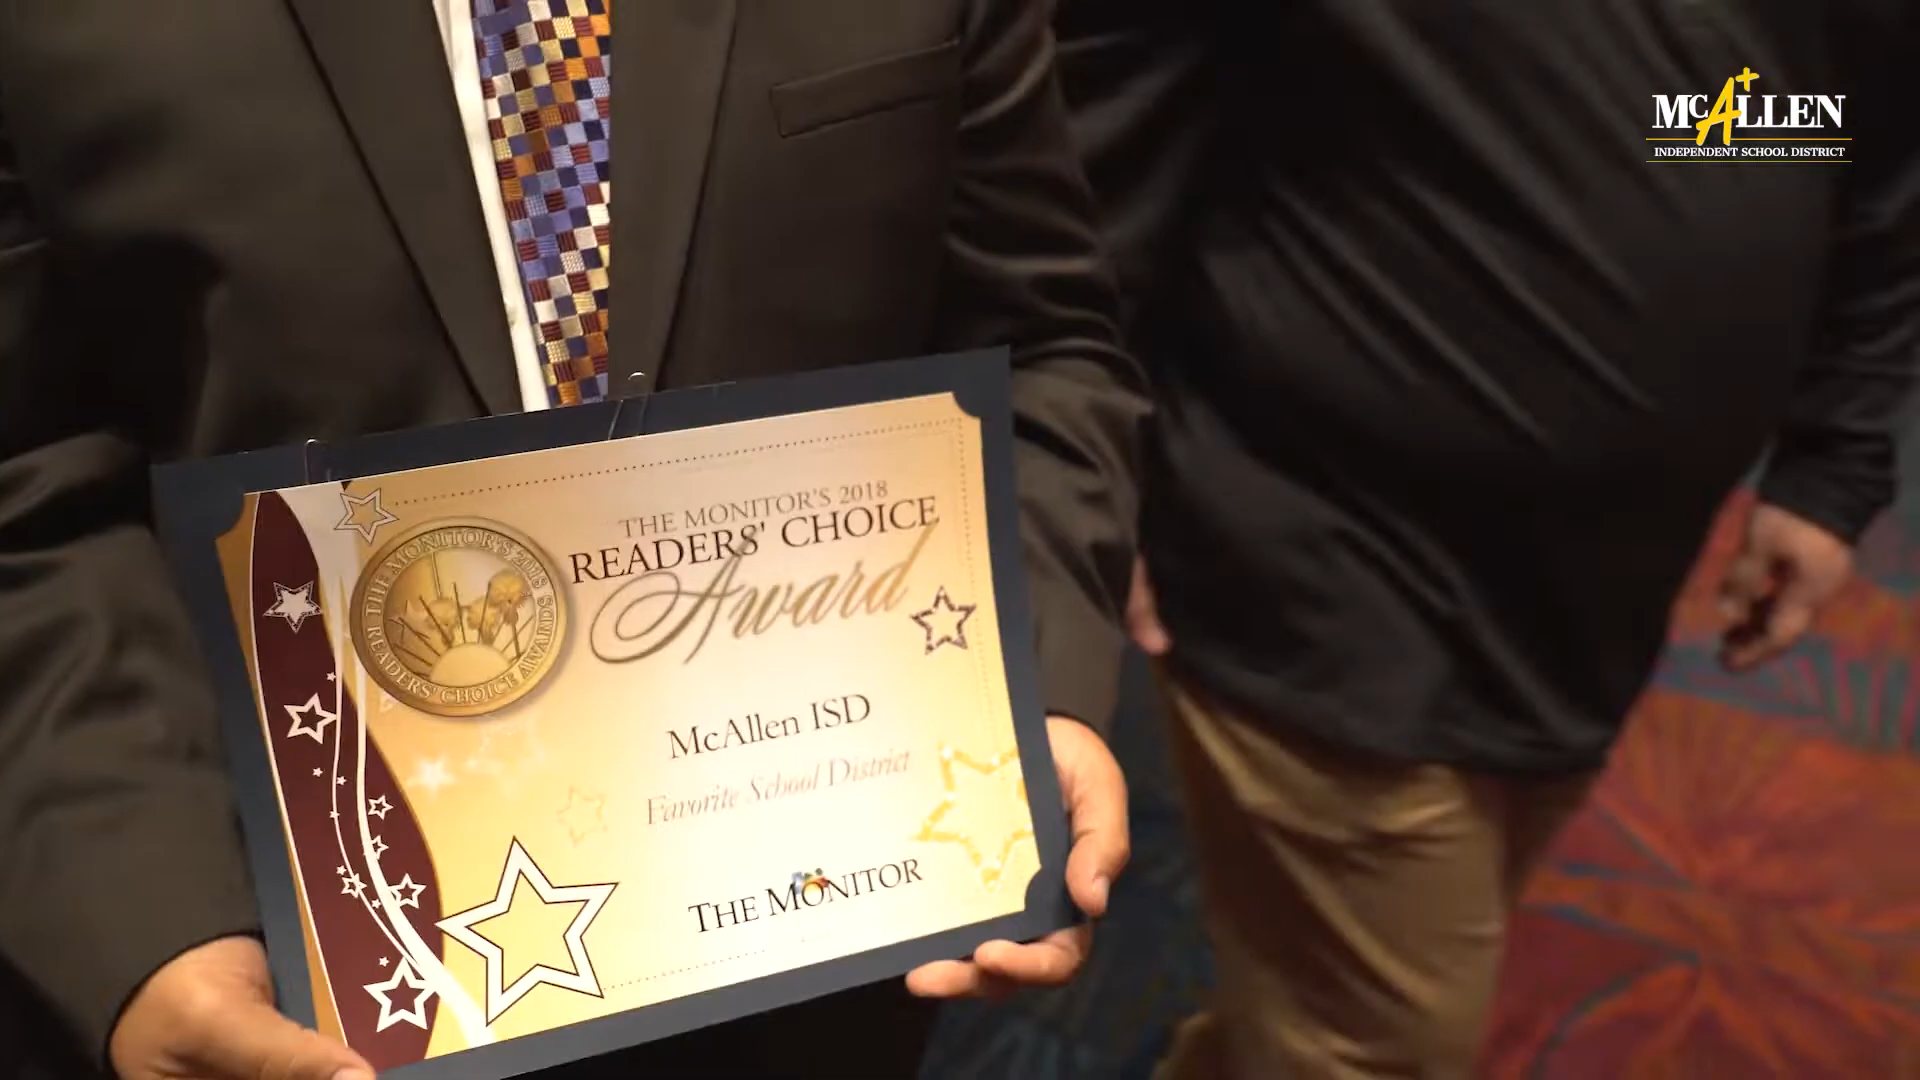 McALLEN
INDEPENDENT SCHOOL DISTRICT
THE MONITOR'S 2018
READERS' CHOICE
Award
THE MONITOR'S 2018
READERS' CHOICE AWARDS
McAllen ISD
Favorite School District
THE MONITOR